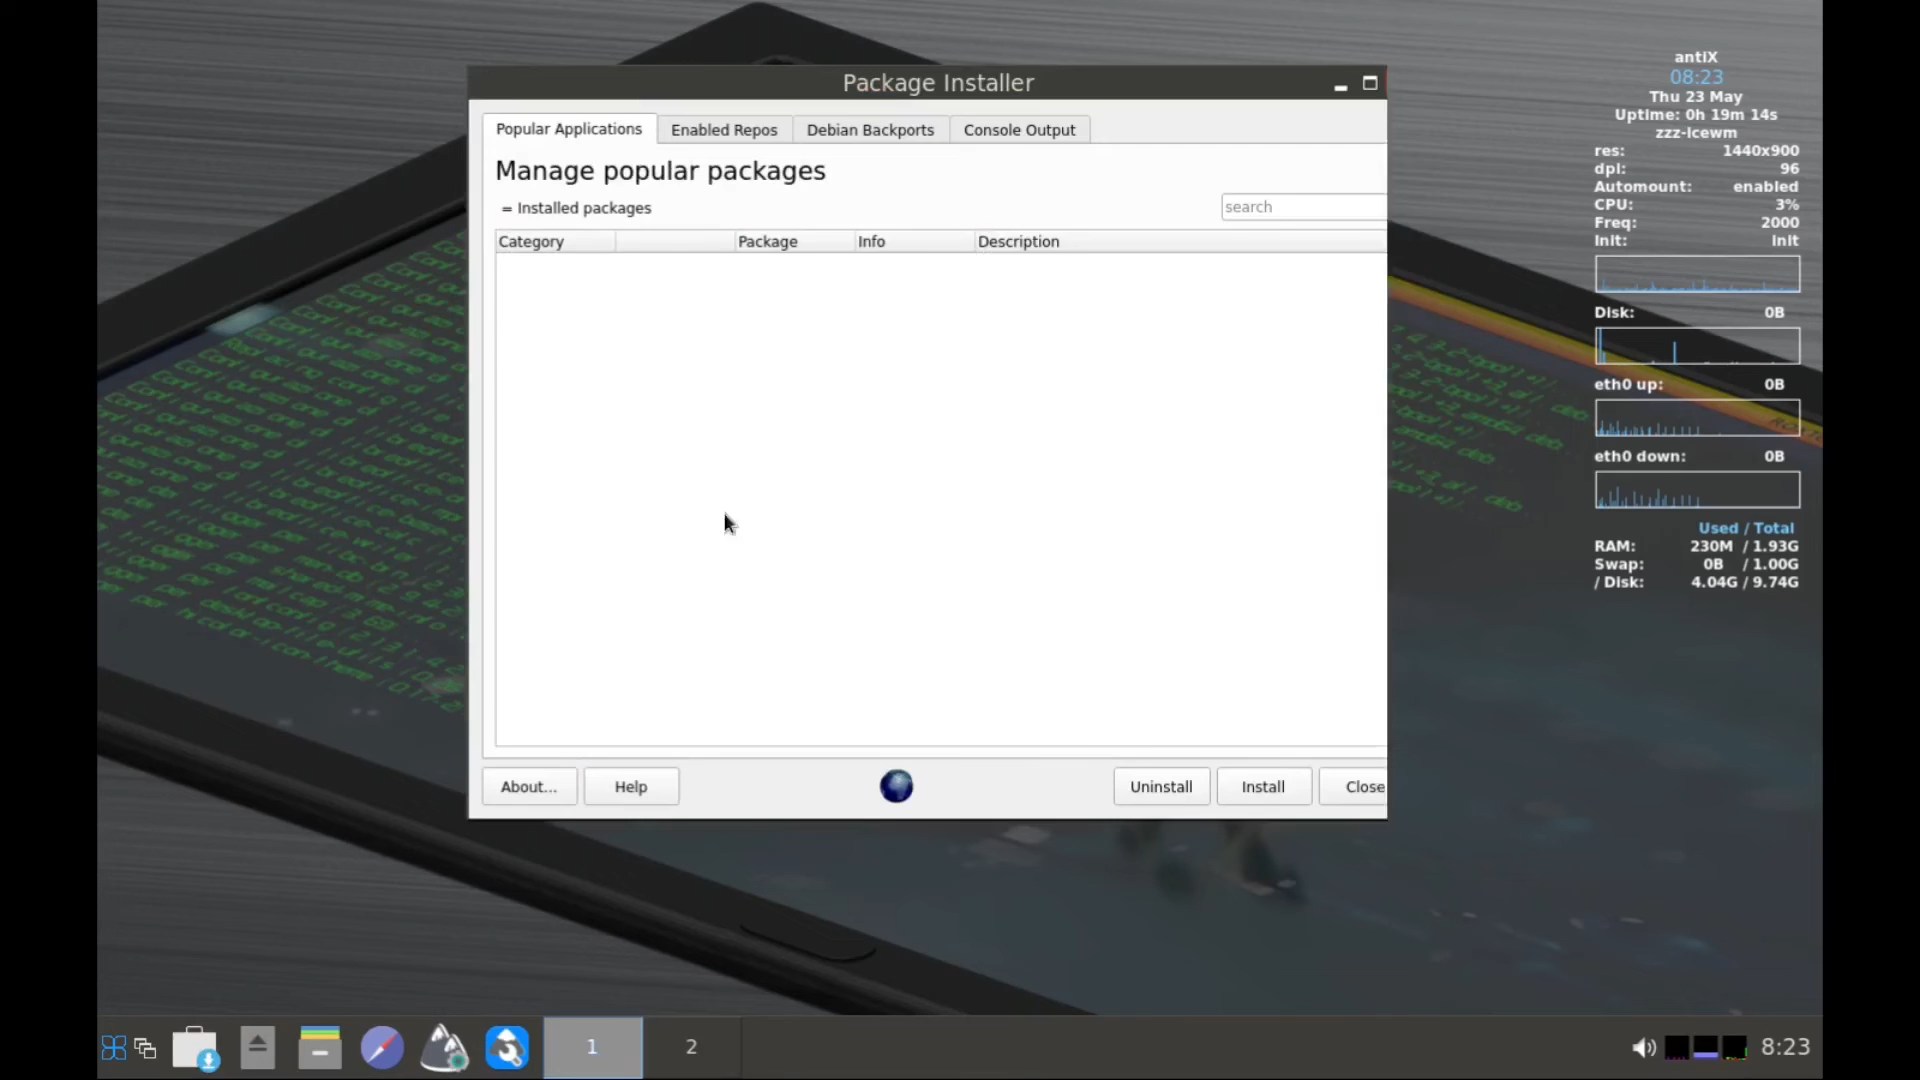 Package Installer
Popular Applications
Enabled Repos
Debian Backports
Console Output
Manage popular packages
= Installed packages
search
Category
Package
Info
Description
About...
Help
Uninstall
Install
Close
antiX
08:23
Thu 23 May
Uptime: 0h 19m 14s
zzz-icewm
res: 1440x900
dpi: 96
Automount: enabled
CPU: 3%
Freq: 2000
Init: init
Disk: 0B
eth0 up: 0B
eth0 down: 0B
Used / Total
RAM: 230M / 1.93G
Swap: 0B / 1.00G
/ Disk: 4.04G / 9.74G
1
2
8:23